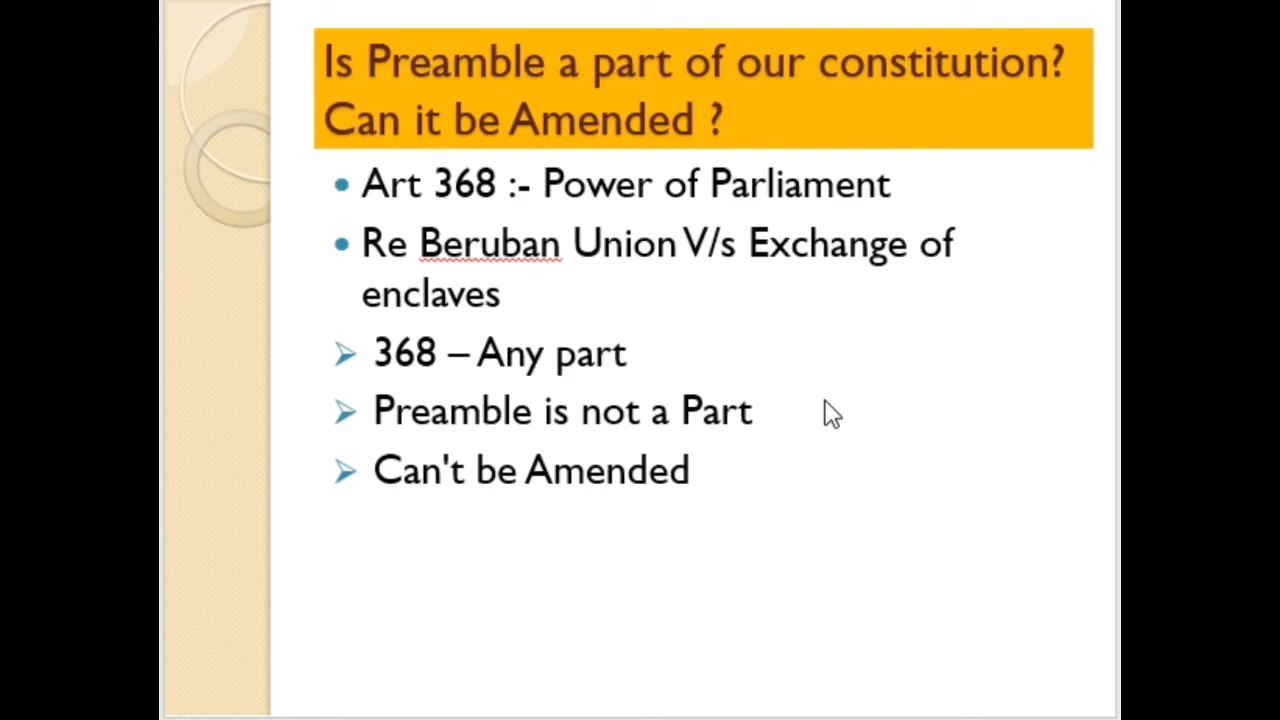 Is Preamble a part of our constitution?
Can it be Amended ?
Art 368 :- Power of Parliament
Re Beruban Union V/s Exchange of
enclaves
368 – Any part
Preamble is not a Part
Can't be Amended